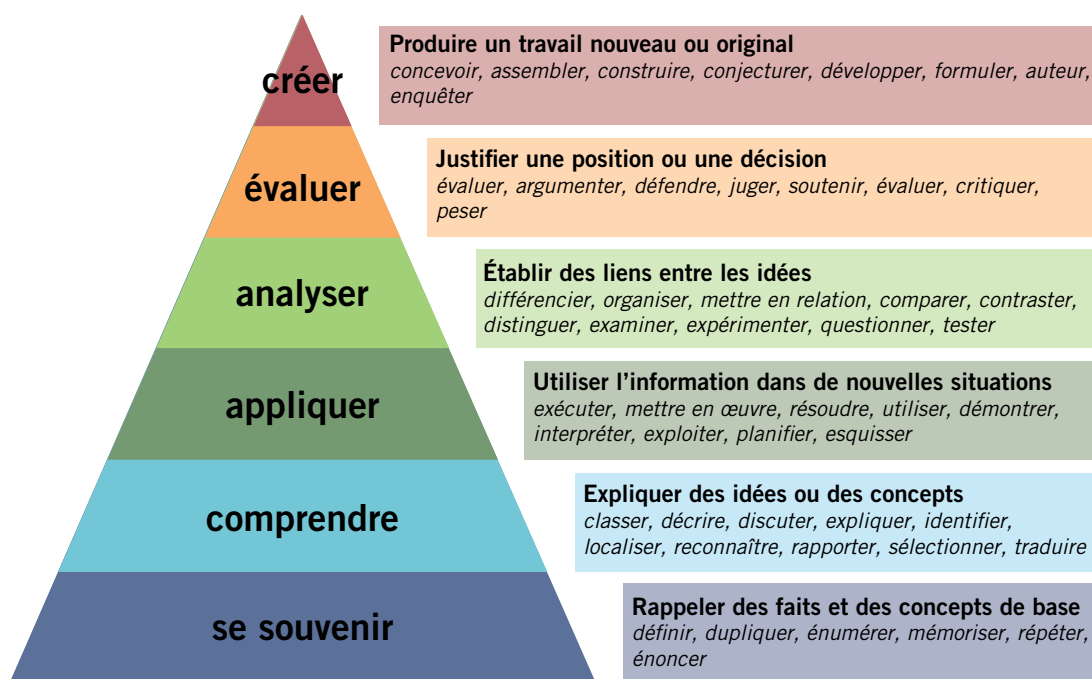 créer
Produire un travail nouveau ou original
concevoir, assembler, construire, conjecturer, développer, formuler, auteur,
enquêter
évaluer
Justifier une position ou une décision
évaluer, argumenter, défendre, juger, soutenir, évaluer, critiquer,
peser
analyser
Établir des liens entre les idées
différencier, organiser, mettre en relation, comparer, contraster,
distinguer, examiner, expérimenter, questionner, tester
appliquer
Utiliser l’information dans de nouvelles situations
exécuter, mettre en œuvre, résoudre, utiliser, démontrer,
interpréter, exploiter, planifier, esquisser
comprendre
Expliquer des idées ou des concepts
classer, décrire, discuter, expliquer, identifier,
localiser, reconnaître, rapporter, sélectionner, traduire
se souvenir
Rappeler des faits et des concepts de base
définir, dupliquer, énumérer, mémoriser, répéter,
énoncer